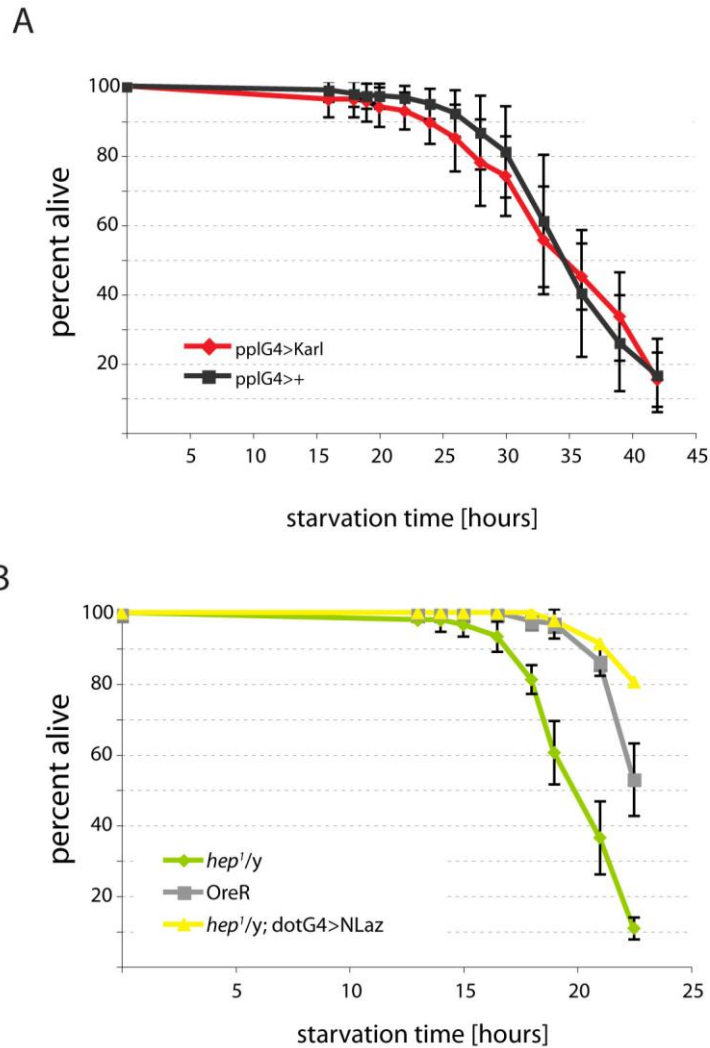 A
100
80
60
40
20
percent alive
pplG4>Karl
pplG4>+
5 10 15 20 25 30 35 40 45
starvation time [hours]
B
100
80
60
40
20
percent alive
hep¹/y
OreR
hep¹/y; dotG4>NLaz
5 10 15 20 25
starvation time [hours]